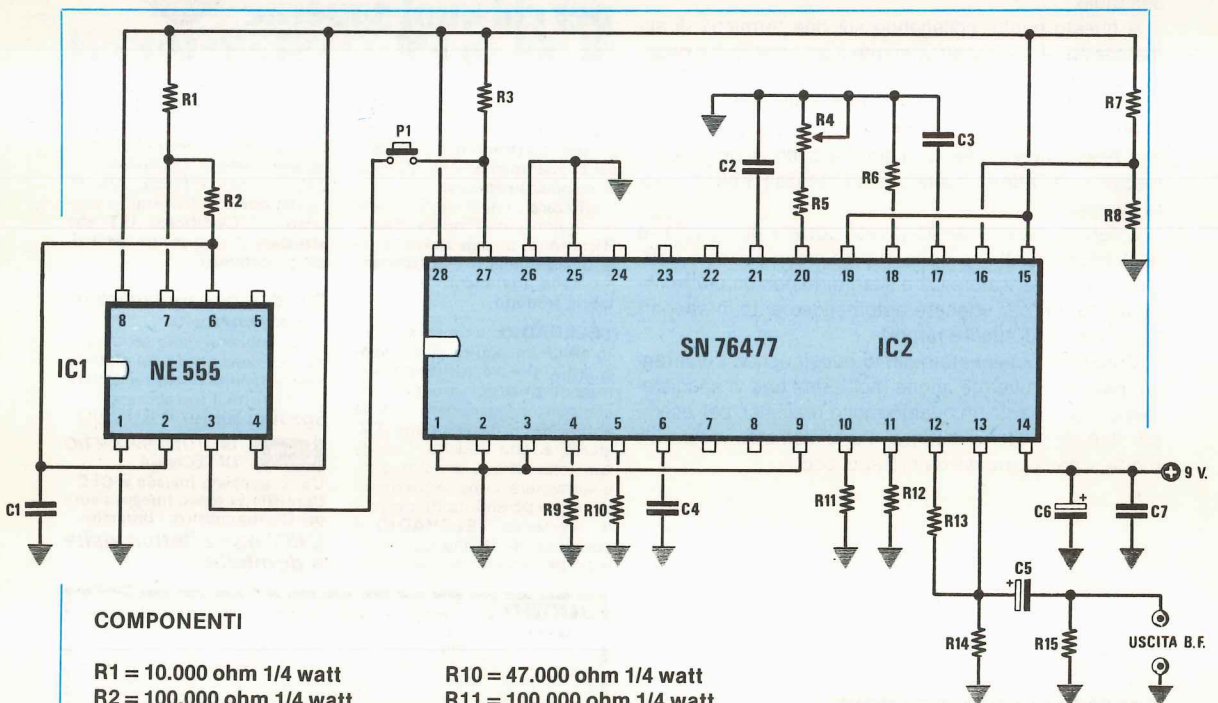 R1
R2
R3
P1
C2
R4
R5
R6
C3
R7
R8
8 7 6 5
IC1 NE 555
1 2 3 4
C1
28 27 26 25 24 23 22 21 20 19 18 17 16 15
SN 76477 IC2
1 2 3 4 5 6 7 8 9 10 11 12 13 14
R9
R10
C4
R11
R12
R13
C6
+
C7
9 V.
C5
+
R14
R15
USCITA B.F.
COMPONENTI
R1 = 10.000 ohm 1/4 watt
R2 = 100.000 ohm 1/4 watt
R10 = 47.000 ohm 1/4 watt
R11 = 100.000 ohm 1/4 watt